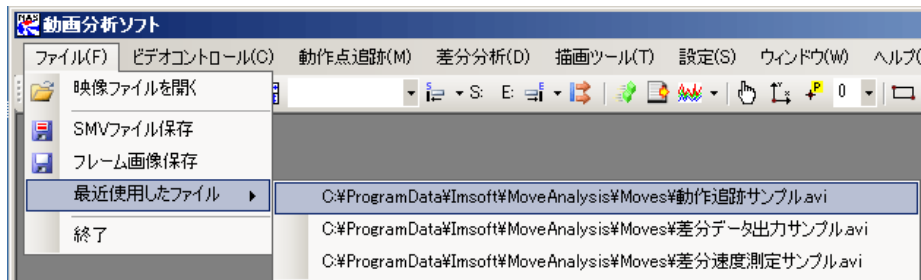 動画分析ソフト
ファイル(F) ビデオコントロール(C) 動作点追跡(M) 差分分析(D) 描画ツール(T) 設定(S) ウィンドウ(W) ヘルプ(
映像ファイルを開く
S: E: P 0
SMVファイル保存
フレーム画像保存
最近使用したファイル
C:¥ProgramData¥Imsoft¥MoveAnalysis¥Moves¥動作追跡サンプル.avi
終了
C:¥ProgramData¥Imsoft¥MoveAnalysis¥Moves¥差分データ出力サンプル.avi
C:¥ProgramData¥Imsoft¥MoveAnalysis¥Moves¥差分速度測定サンプル.avi